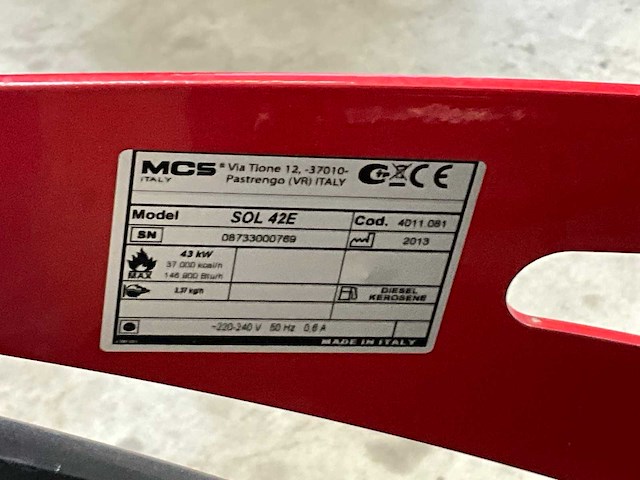 MCS® Via Tione 12, -37010-
ITALY Pastrengo (VR) ITALY
CE
Model SOL 42E Cod. 4011.081
SN 08733000769 2013
43 kW
37 000 kcal/h
MAX 146.800 Btu/h
3.37 kg/h DIESEL
KEROSENE
~220-240 V 50 Hz 0,6 A
MADE IN ITALY